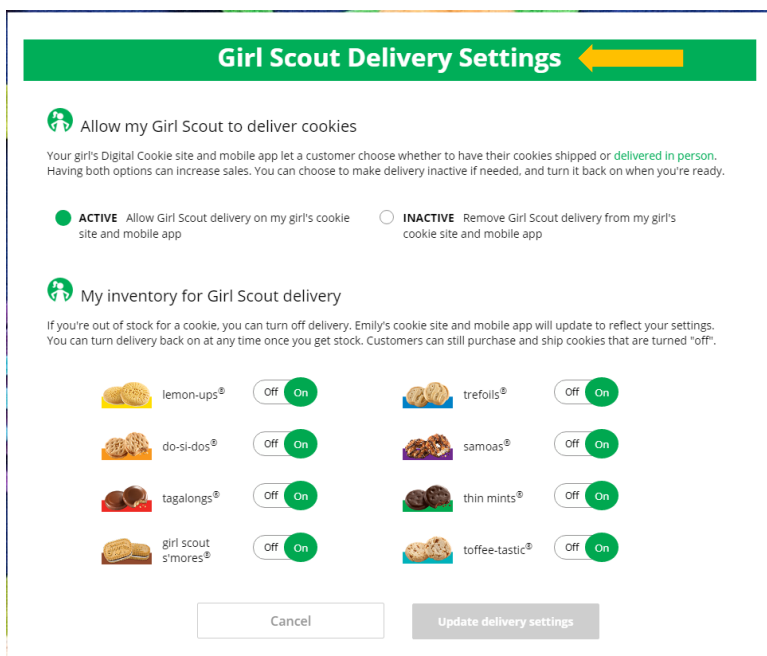 Girl Scout Delivery Settings
Allow my Girl Scout to deliver cookies
Your girl's Digital Cookie site and mobile app let a customer choose whether to have their cookies shipped or delivered in person.
Having both options can increase sales. You can choose to make delivery inactive if needed, and turn it back on when you're ready.
ACTIVE Allow Girl Scout delivery on my girl's cookie
site and mobile app
INACTIVE Remove Girl Scout delivery from my girl's
cookie site and mobile app
My inventory for Girl Scout delivery
If you're out of stock for a cookie, you can turn off delivery. Emily's cookie site and mobile app will update to reflect your settings.
You can turn delivery back on at any time once you get stock. Customers can still purchase and ship cookies that are turned "off".
lemon-ups® Off On
trefoils® Off On
do-si-dos® Off On
samoas® Off On
tagalongs® Off On
thin mints® Off On
girl scout
s'mores® Off On
toffee-tastic® Off On
Cancel
Update delivery settings